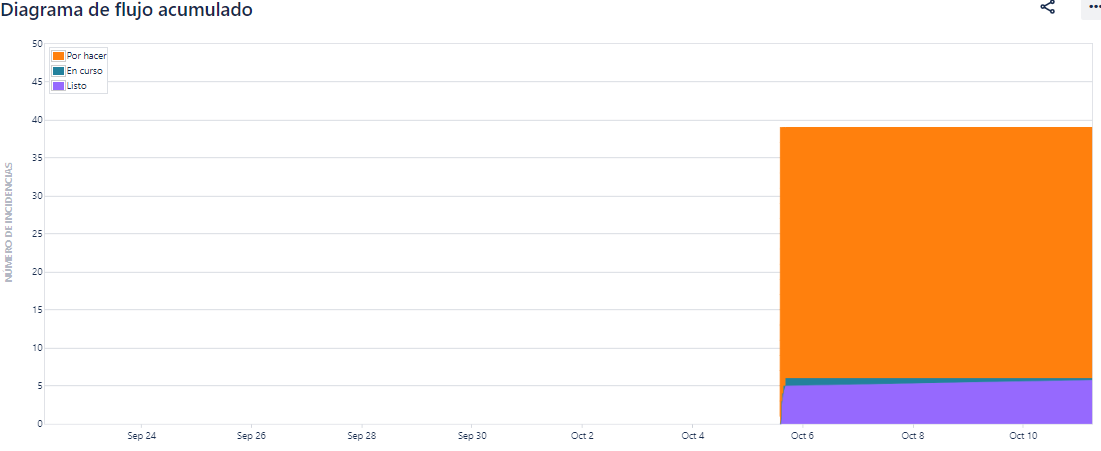 Diagrama de flujo acumulado
50
Por hacer
En curso
Listo
45
40
35
30
25
20
15
10
5
0
NÚMERO DE INCIDENCIAS
Sep 24 Sep 26 Sep 28 Sep 30 Oct 2 Oct 4 Oct 6 Oct 8 Oct 10